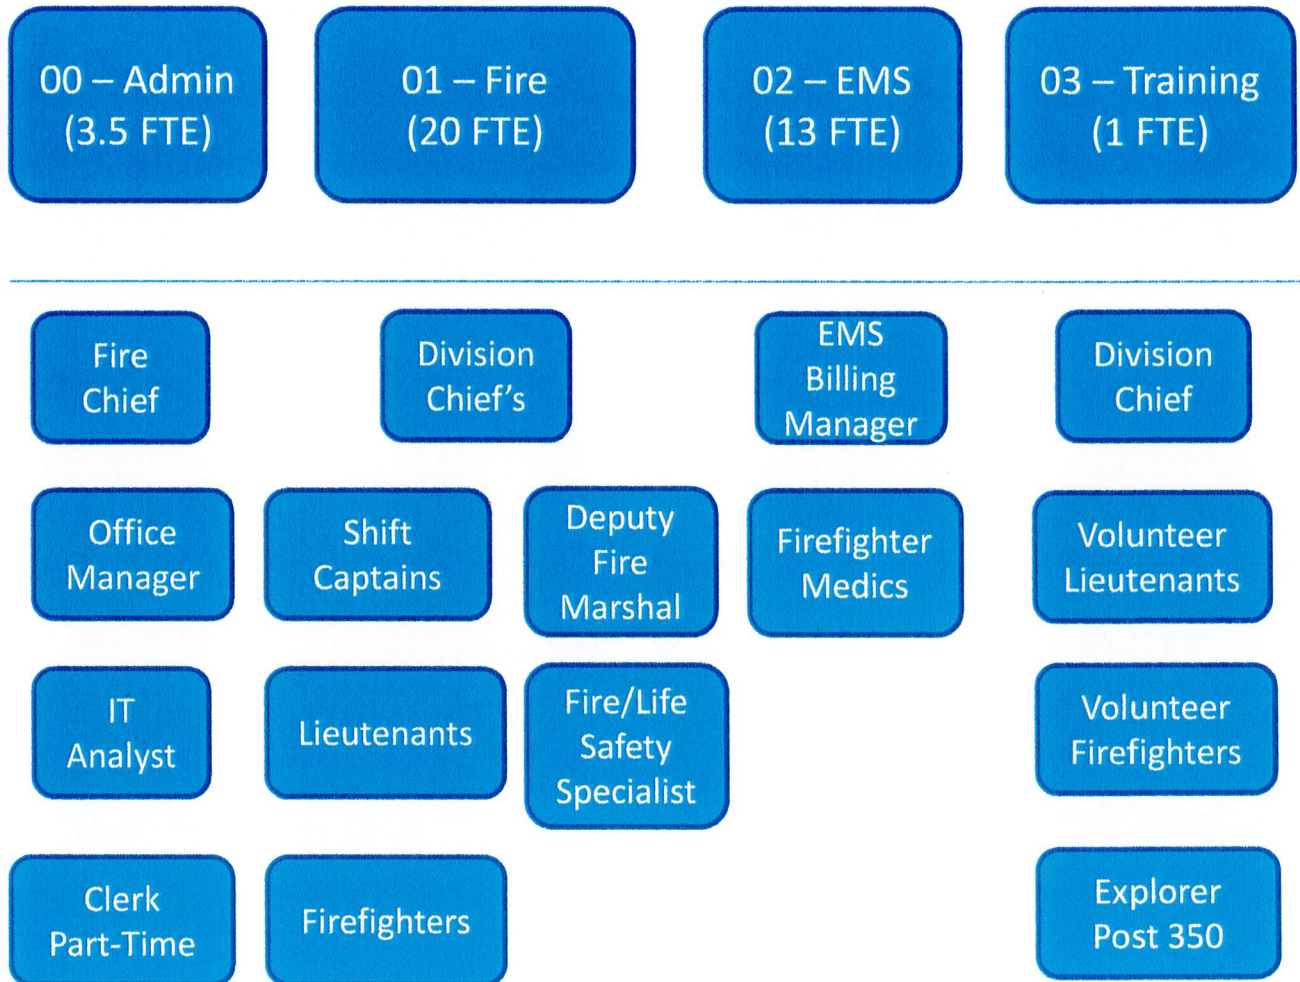 00 – Admin
(3.5 FTE)
01 – Fire
(20 FTE)
02 – EMS
(13 FTE)
03 – Training
(1 FTE)
Fire
Chief
Division
Chief’s
EMS
Billing
Manager
Division
Chief
Office
Manager
Shift
Captains
Deputy
Fire
Marshal
Firefighter
Medics
Volunteer
Lieutenants
IT
Analyst
Lieutenants
Fire/Life
Safety
Specialist
Volunteer
Firefighters
Clerk
Part-Time
Firefighters
Explorer
Post 350